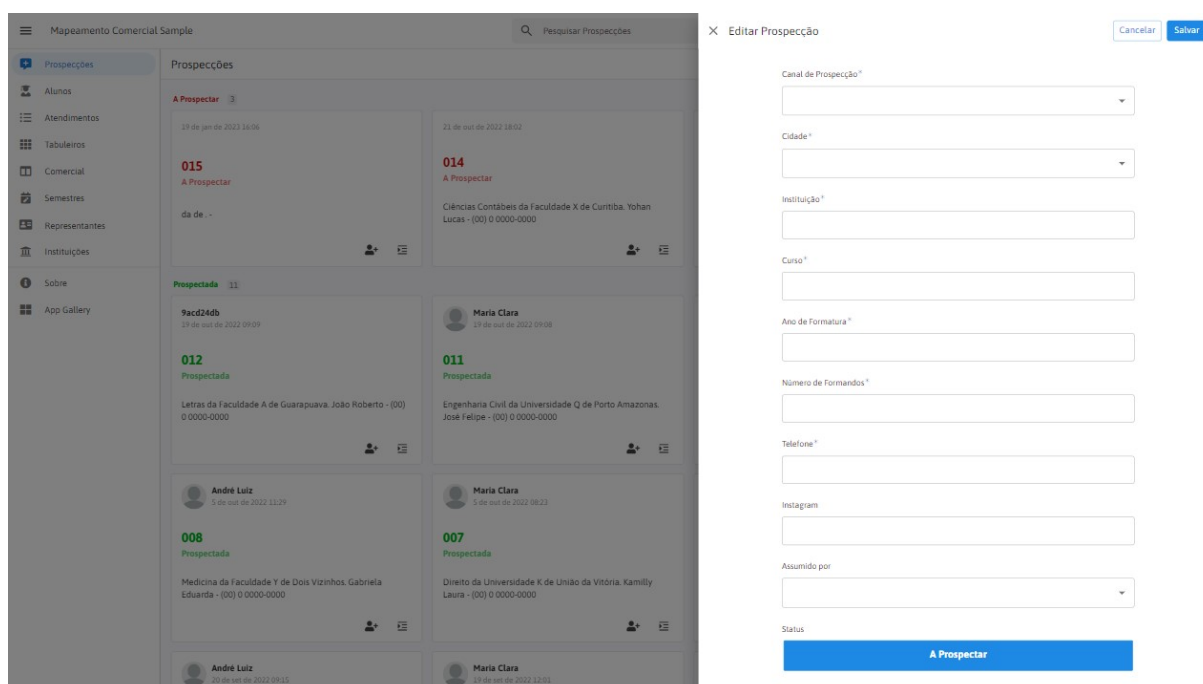 Mapeamento Comercial Sample
Pesquisar Prospecções
Prospecções
Alunos
Atendimentos
Tabuleiros
Comercial
Semestres
Representantes
Instituições
Sobre
App Gallery
Prospecções
A Prospectar 3
19 de jan de 2023 16:06
015
A Prospectar
da de . -
21 de out de 2022 18:02
014
A Prospectar
Ciências Contábeis da Faculdade X de Curitiba. Yohan
Lucas - (00) 0 0000-0000
Prospectada 11
9acd24db
19 de out de 2022 09:09
012
Prospectada
Letras da Faculdade A de Guarapuava. João Roberto - (00)
0 0000-0000
Maria Clara
19 de out de 2022 09:08
011
Prospectada
Engenharia Civil da Universidade Q de Porto Amazonas.
José Felipe - (00) 0 0000-0000
André Luiz
5 de out de 2022 11:29
008
Prospectada
Medicina da Faculdade Y de Dois Vizinhos. Gabriela
Eduarda - (00) 0 0000-0000
Maria Clara
5 de out de 2022 08:23
007
Prospectada
Direito da Universidade K de União da Vitória. Kamilly
Laura - (00) 0 0000-0000
André Luiz
20 de set de 2022 09:15
Maria Clara
19 de set de 2022 12:01
Editar Prospecção
Cancelar
Salvar
Canal de Prospecção*
Cidade*
Instituição*
Curso*
Ano de Formatura*
Número de Formandos*
Telefone*
Instagram
Assumido por
Status
A Prospectar